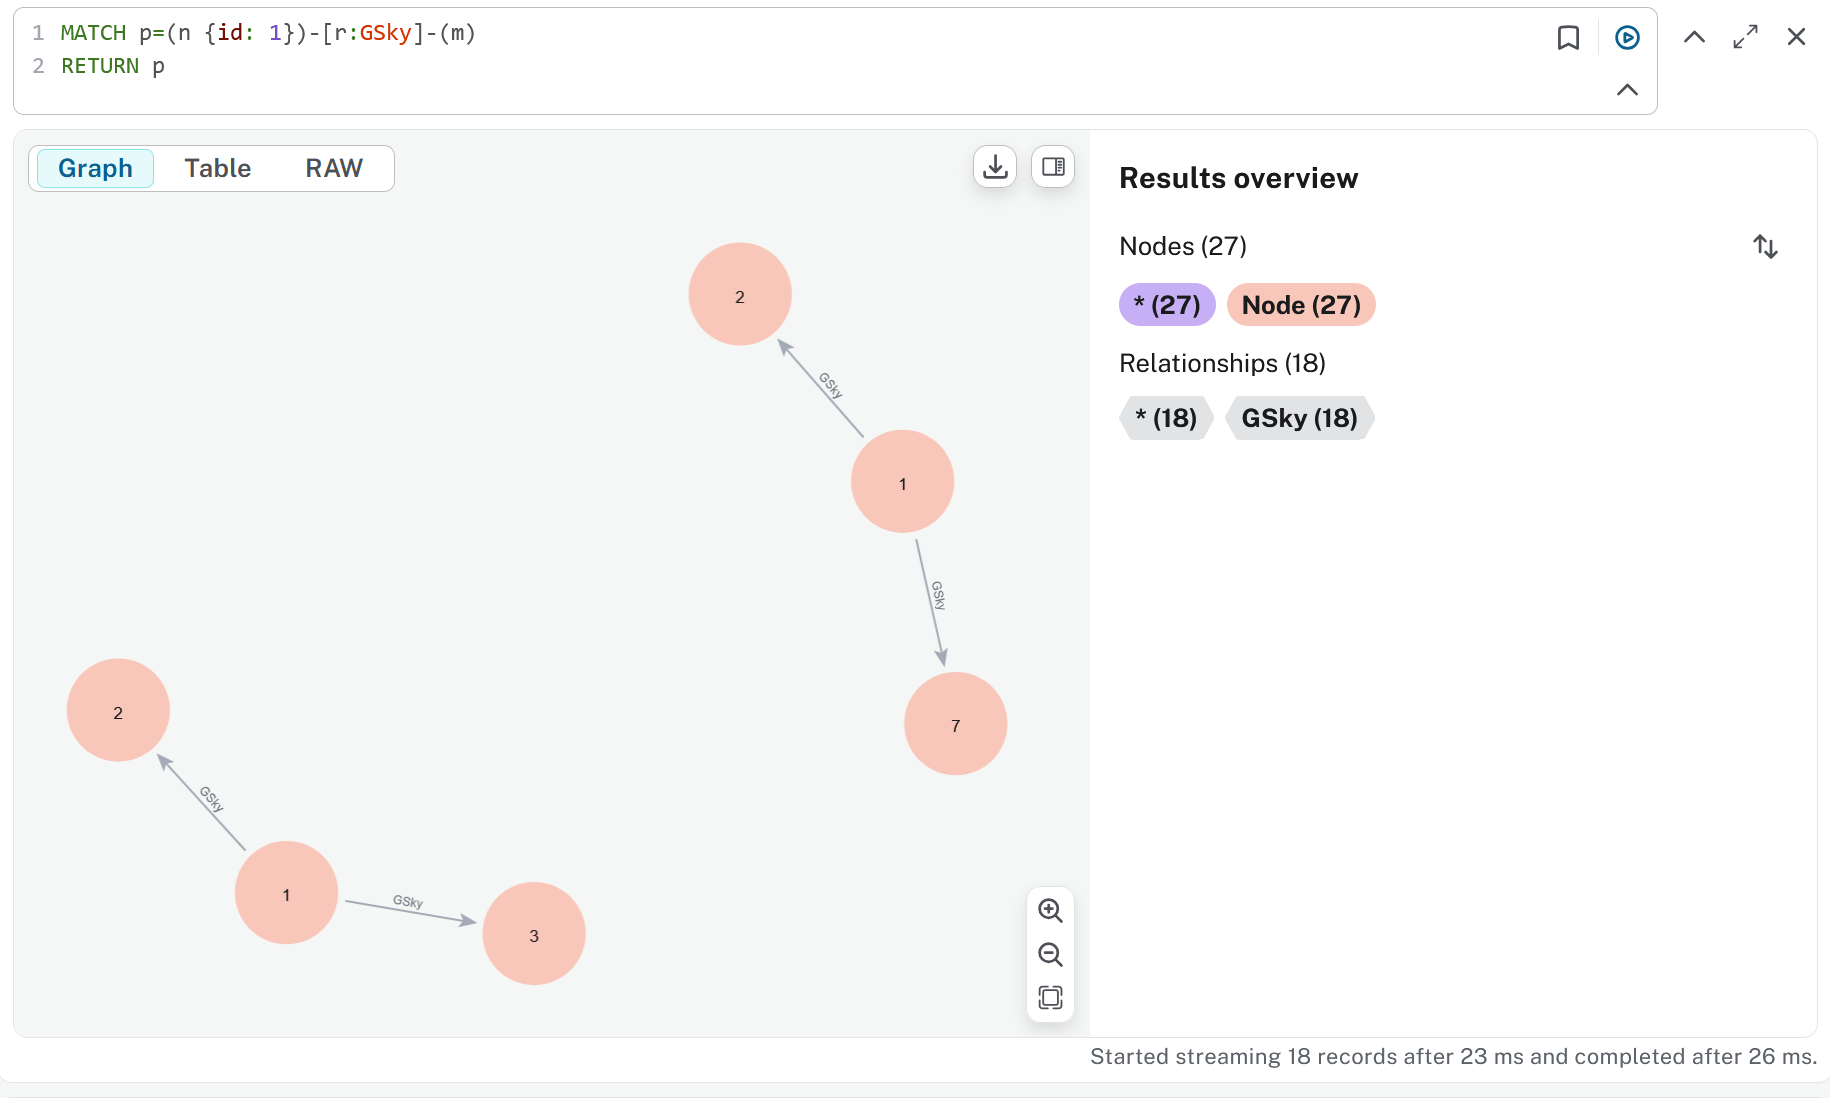 1 MATCH p=(n {id: 1})-[r:GSky]-(m)
2 RETURN p
Graph Table RAW
Results overview
Nodes (27)
* (27) Node (27)
Relationships (18)
* (18) GSky (18)
2
GSky
1
GSky
7
2
GSky
1
GSky
3
Started streaming 18 records after 23 ms and completed after 26 ms.